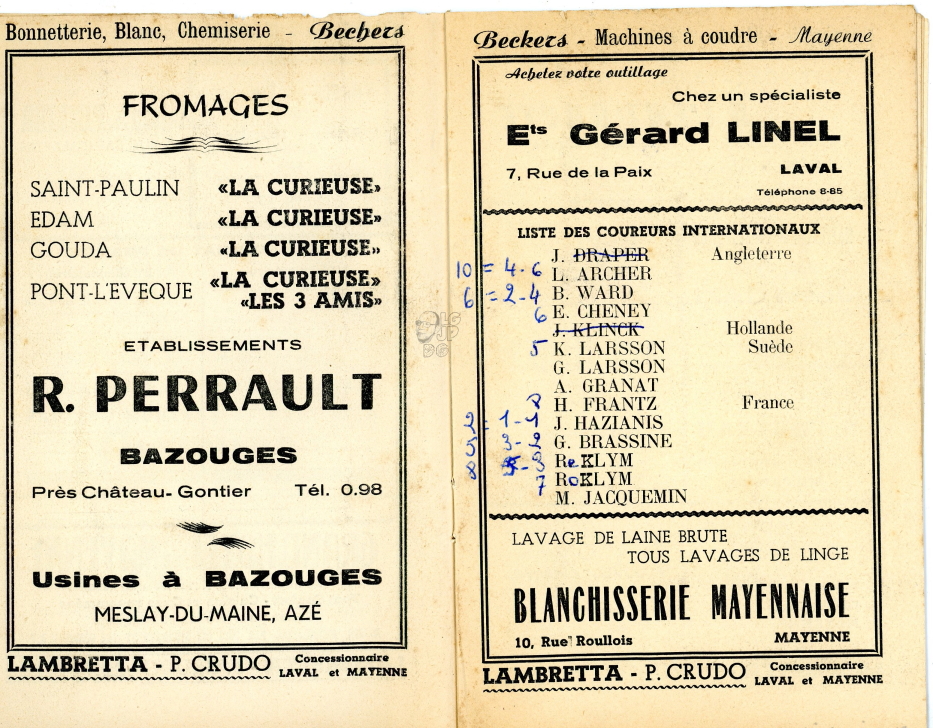 Bonnetterie, Blanc, Chemiserie - Beckers
FROMAGES
SAINT-PAULIN «LA CURIEUSE»
EDAM «LA CURIEUSE»
GOUDA «LA CURIEUSE»
PONT-L'EVEQUE «LA CURIEUSE»
«LES 3 AMIS»
ETABLISSEMENTS
R. PERRAULT
BAZOUGES
Près Château-Gontier Tél. 0.98
Usines à BAZOUGES
MESLAY-DU-MAINE, AZÉ
LAMBRETTA - P. CRUDO Concessionnaire
LAVAL et MAYENNE
Beckers - Machines à coudre - Mayenne
Achetez votre outillage
Chez un spécialiste
Ets Gérard LINEL
7, Rue de la Paix LAVAL
Téléphone 8-85
LISTE DES COUREURS INTERNATIONAUX
J. DRAPER Angleterre
10 = 4-6 L. ARCHER
6 = 2-4 B. WARD
6 E. CHENEY
J. KLINCK Hollande
5 K. LARSSON Suède
G. LARSSON
A. GRANAT
8 H. FRANTZ France
2 = 1-1 J. HAZIANIS
5 3-2 G. BRASSINE
8 5-3 Re KLYM
7 Ro KLYM
M. JACQUEMIN
LAVAGE DE LAINE BRUTE
TOUS LAVAGES DE LINGE
BLANCHISSERIE MAYENNAISE
10, Rue Roullois MAYENNE
LAMBRETTA - P. CRUDO Concessionnaire
LAVAL et MAYENNE